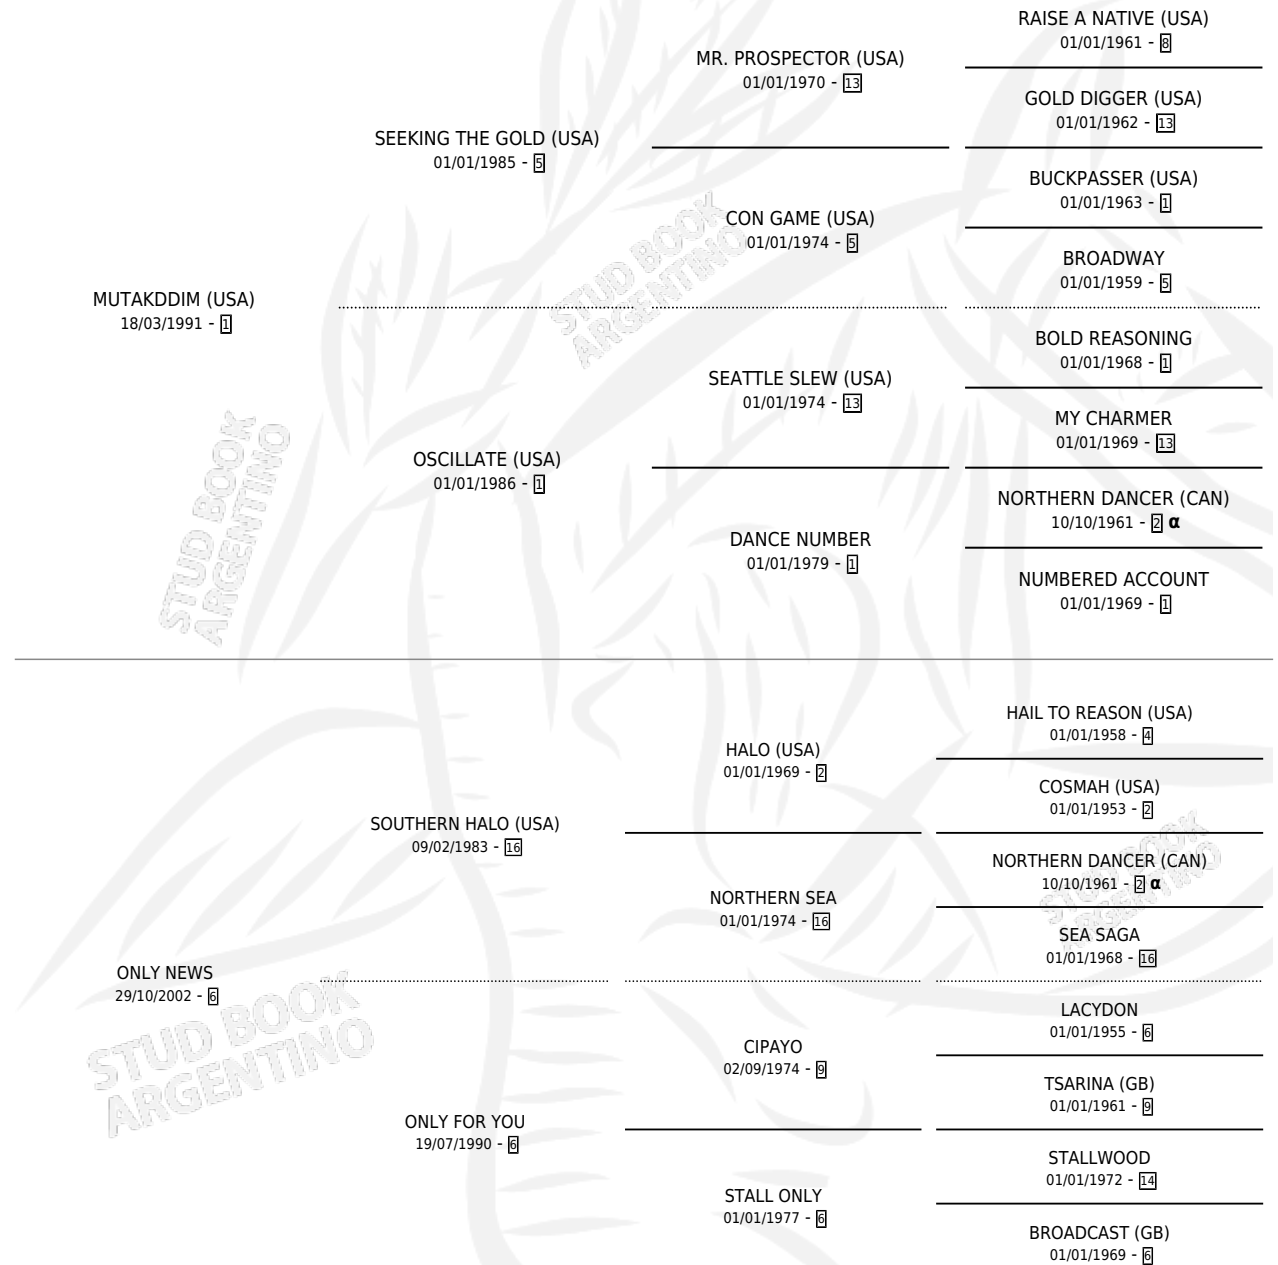 RAISE A NATIVE (USA)
01/01/1961 - 8
MR. PROSPECTOR (USA)
01/01/1970 - 13
GOLD DIGGER (USA)
01/01/1962 - 13
SEEKING THE GOLD (USA)
01/01/1985 - 5
BUCKPASSER (USA)
01/01/1963 - 1
CON GAME (USA)
01/01/1974 - 5
BROADWAY
01/01/1959 - 5
MUTAKDDIM (USA)
18/03/1991 - 1
BOLD REASONING
01/01/1968 - 1
SEATTLE SLEW (USA)
01/01/1974 - 13
MY CHARMER
01/01/1969 - 13
OSCILLATE (USA)
01/01/1986 - 1
NORTHERN DANCER (CAN)
10/10/1961 - 2 α
DANCE NUMBER
01/01/1979 - 1
NUMBERED ACCOUNT
01/01/1969 - 1
HAIL TO REASON (USA)
01/01/1958 - 4
HALO (USA)
01/01/1969 - 2
COSMAH (USA)
01/01/1953 - 2
SOUTHERN HALO (USA)
09/02/1983 - 16
NORTHERN DANCER (CAN)
10/10/1961 - 2 α
NORTHERN SEA
01/01/1974 - 16
SEA SAGA
01/01/1968 - 16
ONLY NEWS
29/10/2002 - 6
LACYDON
01/01/1955 - 6
CIPAYO
02/09/1974 - 9
TSARINA (GB)
01/01/1961 - 9
ONLY FOR YOU
19/07/1990 - 6
STALLWOOD
01/01/1972 - 14
STALL ONLY
01/01/1977 - 6
BROADCAST (GB)
01/01/1969 - 6
STUD BOOK
ARGENTINO
STUD BOOK
ARGENTINO
STUD BOOK
ARGENTINO
STUD BOOK
ARGENTINO